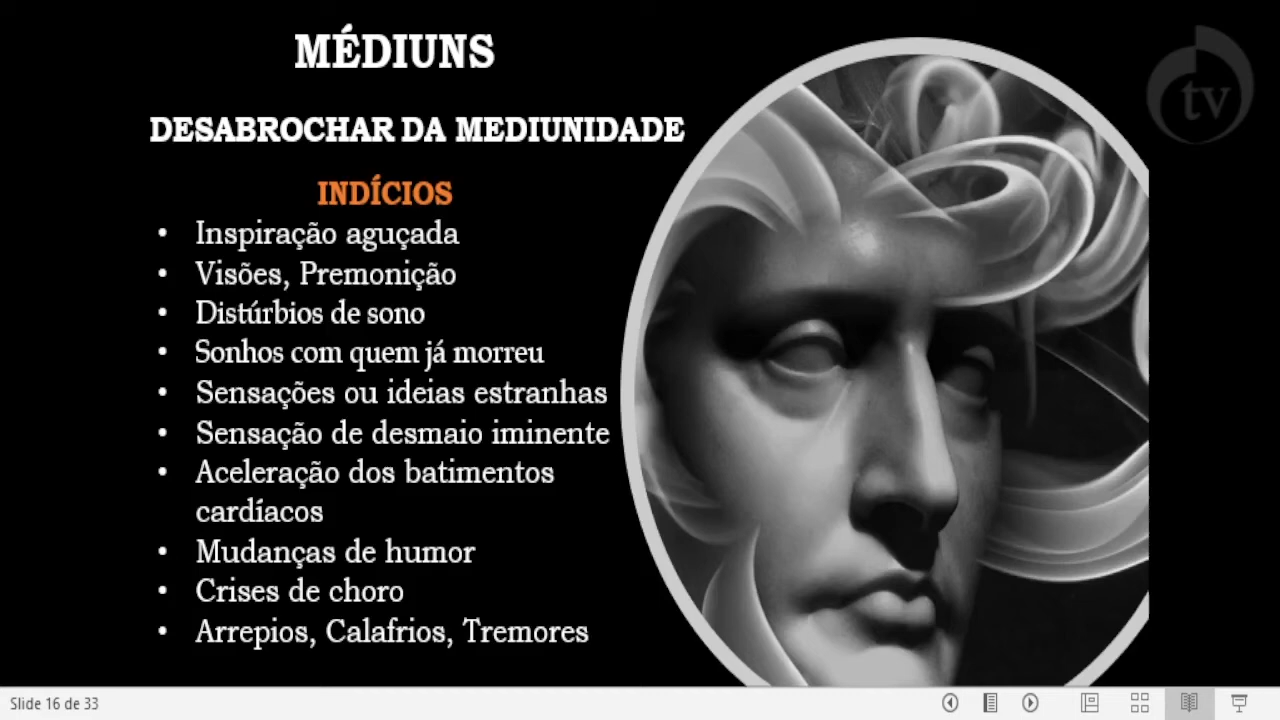 MÉDIUNS
DESABROCHAR DA MEDIUNIDADE
INDÍCIOS
• Inspiração aguçada
• Visões, Premonição
• Distúrbios de sono
• Sonhos com quem já morreu
• Sensações ou ideias estranhas
• Sensação de desmaio iminente
• Aceleração dos batimentos
cardíacos
• Mudanças de humor
• Crises de choro
• Arrepios, Calafrios, Tremores
tv
Slide 16 de 33